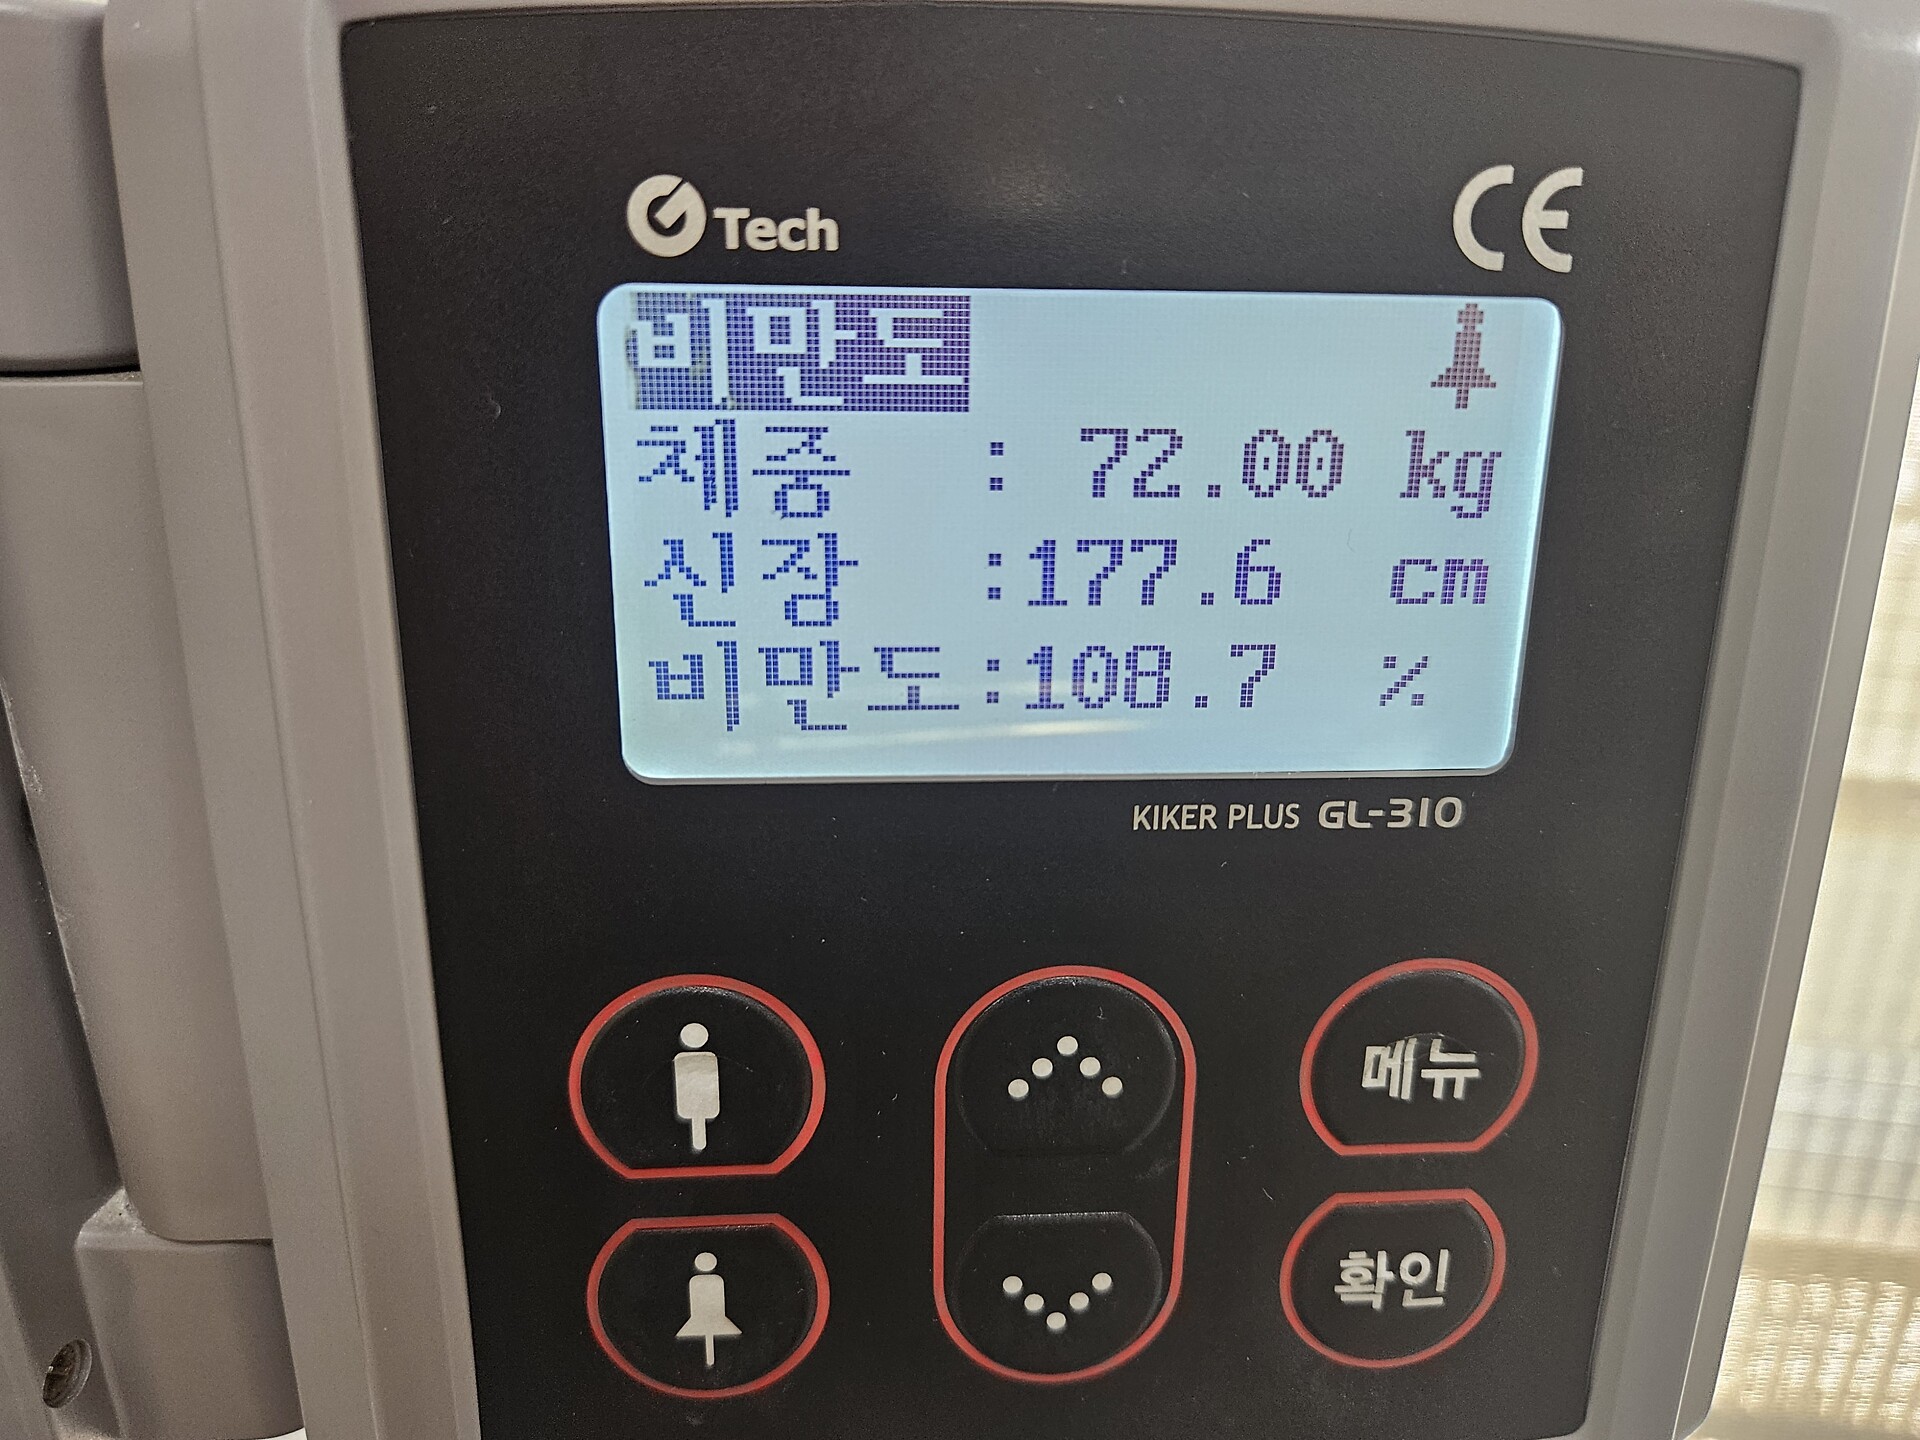 G Tech
CE
비만도
체중 : 72.00 kg
신장 :177.6 cm
비만도:108.7 %
KIKER PLUS GL-310
메뉴
확인